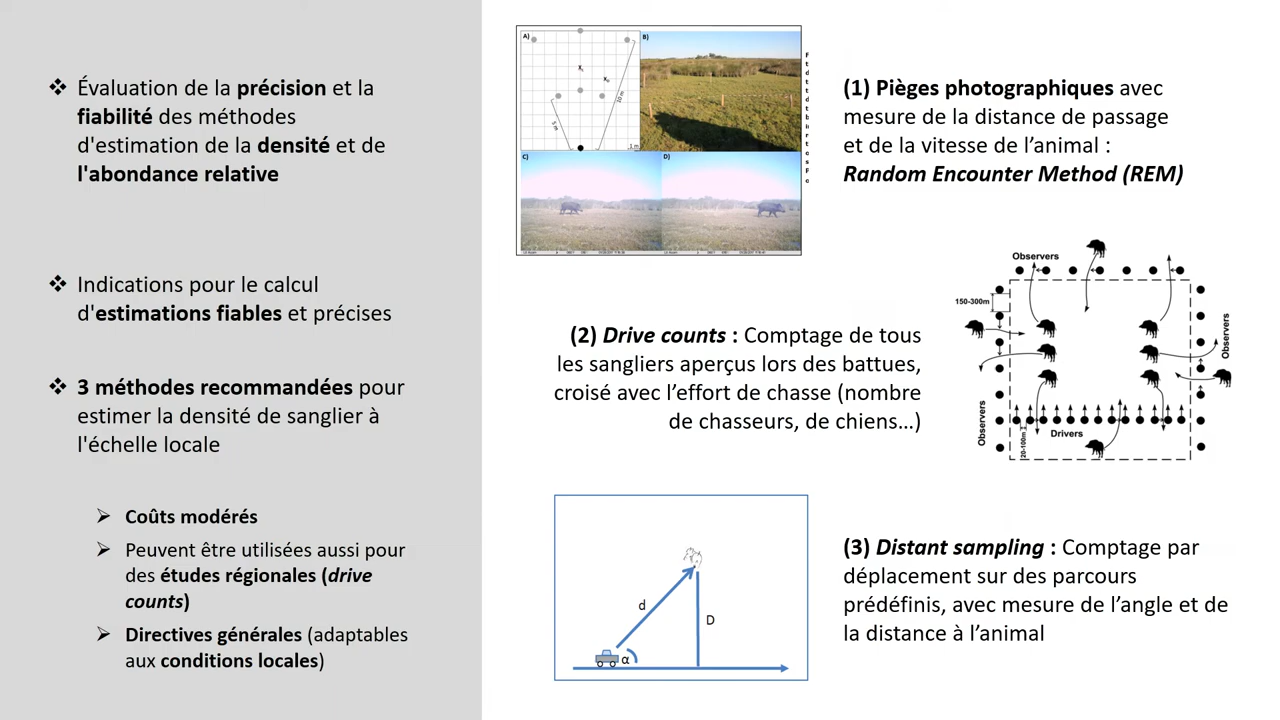 ❖ Évaluation de la précision et la
fiabilité des méthodes
d'estimation de la densité et de
l'abondance relative
❖ Indications pour le calcul
d'estimations fiables et précises
❖ 3 méthodes recommandées pour
estimer la densité de sanglier à
l'échelle locale
➢ Coûts modérés
➢ Peuvent être utilisées aussi pour
des études régionales (drive
counts)
➢ Directives générales (adaptables
aux conditions locales)
A)
B)
10 m
5 m
1 m
C)
D)
(1) Pièges photographiques avec
mesure de la distance de passage
et de la vitesse de l’animal :
Random Encounter Method (REM)
(2) Drive counts : Comptage de tous
les sangliers aperçus lors des battues,
croisé avec l’effort de chasse (nombre
de chasseurs, de chiens…)
Observers
150-300m
Observers
Observers
Drivers
20-100m
d
D
α
(3) Distant sampling : Comptage par
déplacement sur des parcours
prédéfinis, avec mesure de l’angle et de
la distance à l’animal